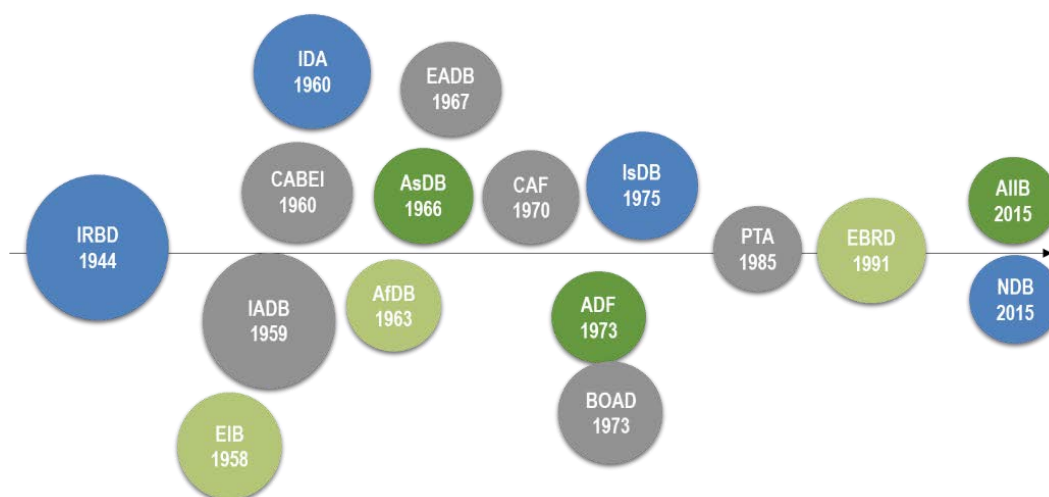 IDA
1960
EADB
1967
CABEI
1960
AsDB
1966
CAF
1970
IsDB
1975
AIIB
2015
IRBD
1944
PTA
1985
EBRD
1991
NDB
2015
IADB
1959
AfDB
1963
ADF
1973
BOAD
1973
EIB
1958